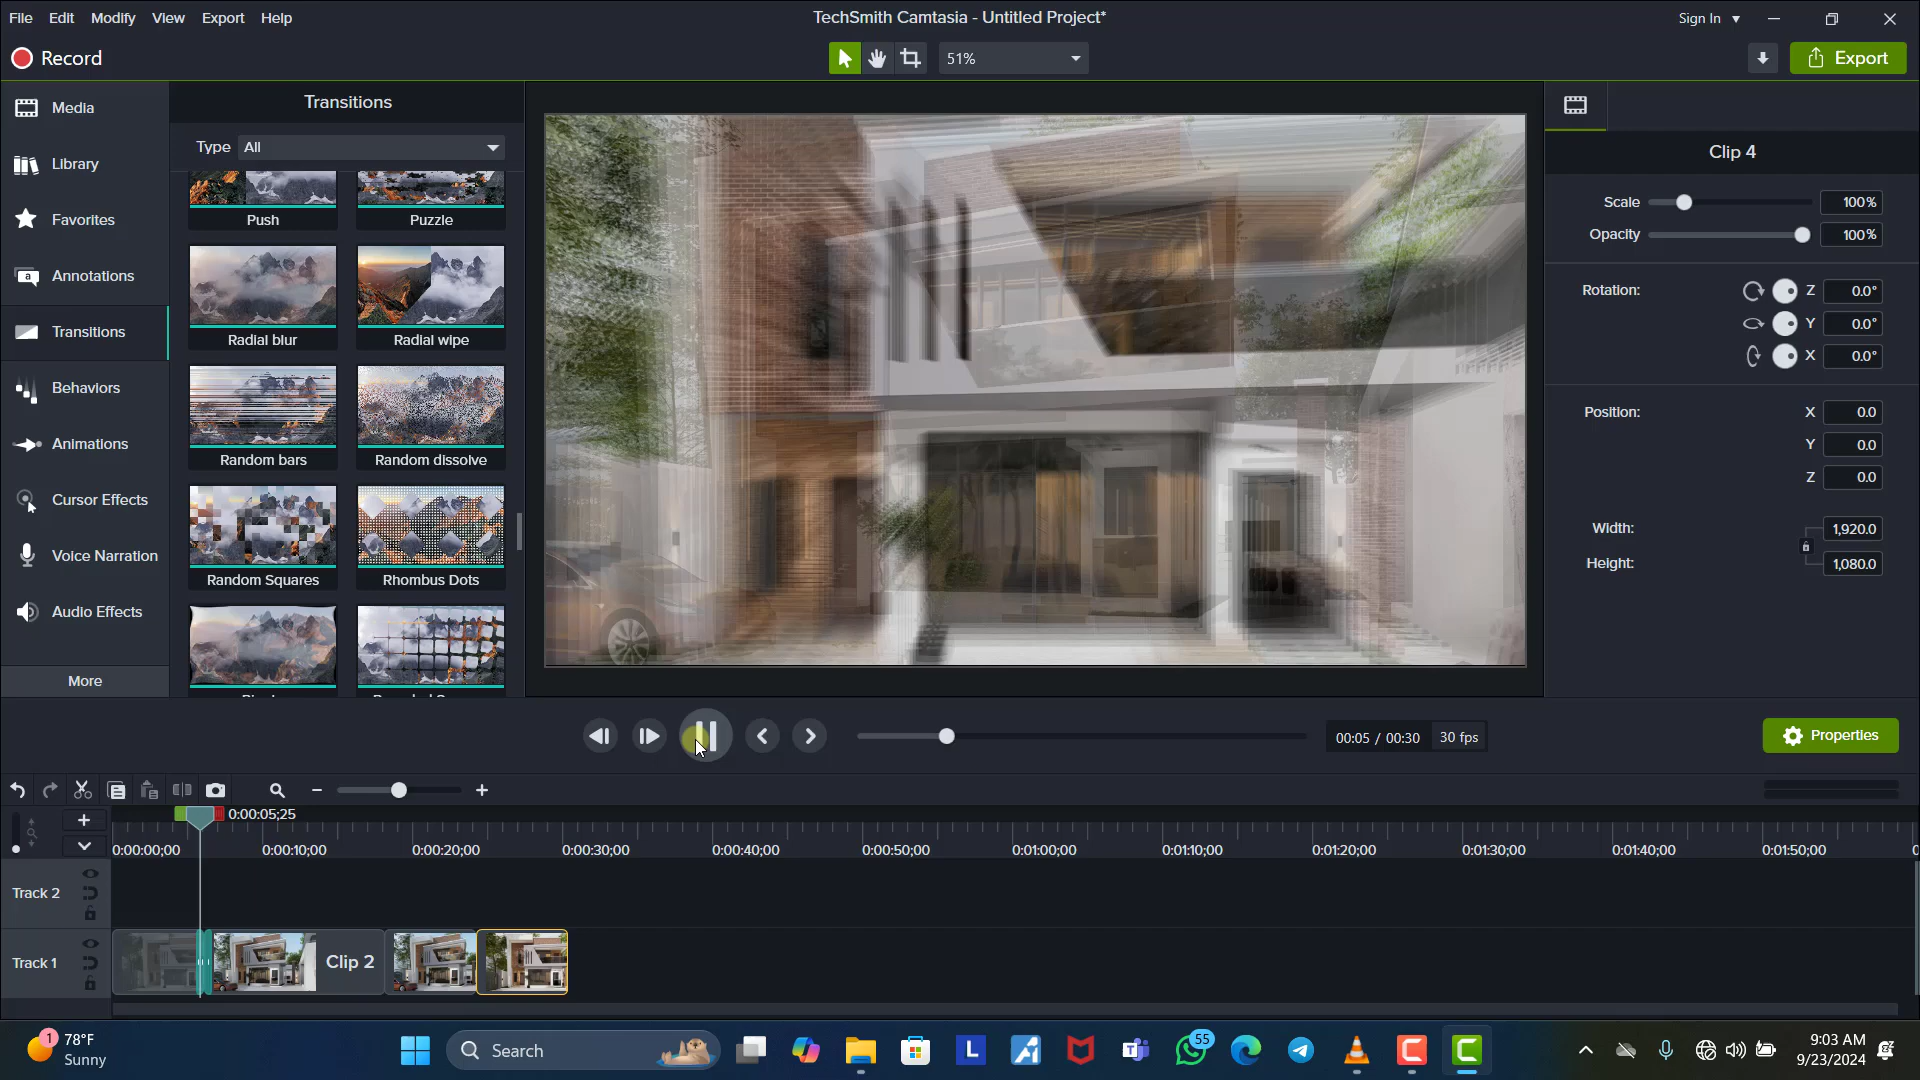 File Edit Modify View Export Help
TechSmith Camtasia - Untitled Project*
Sign In
Record
51%
Export
Media
Library
Favorites
Annotations
Transitions
Behaviors
Animations
Cursor Effects
Voice Narration
Audio Effects
More
Transitions
Type All
Push Puzzle
Radial blur Radial wipe
Random bars Random dissolve
Random Squares Rhombus Dots
Clip 4
Scale 100%
Opacity 100%
Rotation: Z 0.0°
Y 0.0°
X 0.0°
Position: X 0.0
Y 0.0
Z 0.0
Width: 1,920.0
Height: 1,080.0
00:05 / 00:30 30 fps
Properties
0:00:05;25
0:00:00;00 0:00:10;00 0:00:20;00 0:00:30;00 0:00:40;00 0:00:50;00 0:01:00;00 0:01:10;00 0:01:20;00 0:01:30;00 0:01:40;00 0:01:50;00
Track 2
Track 1
Clip 2
1
78°F
Sunny
Search
L
55
9:03 AM
9/23/2024